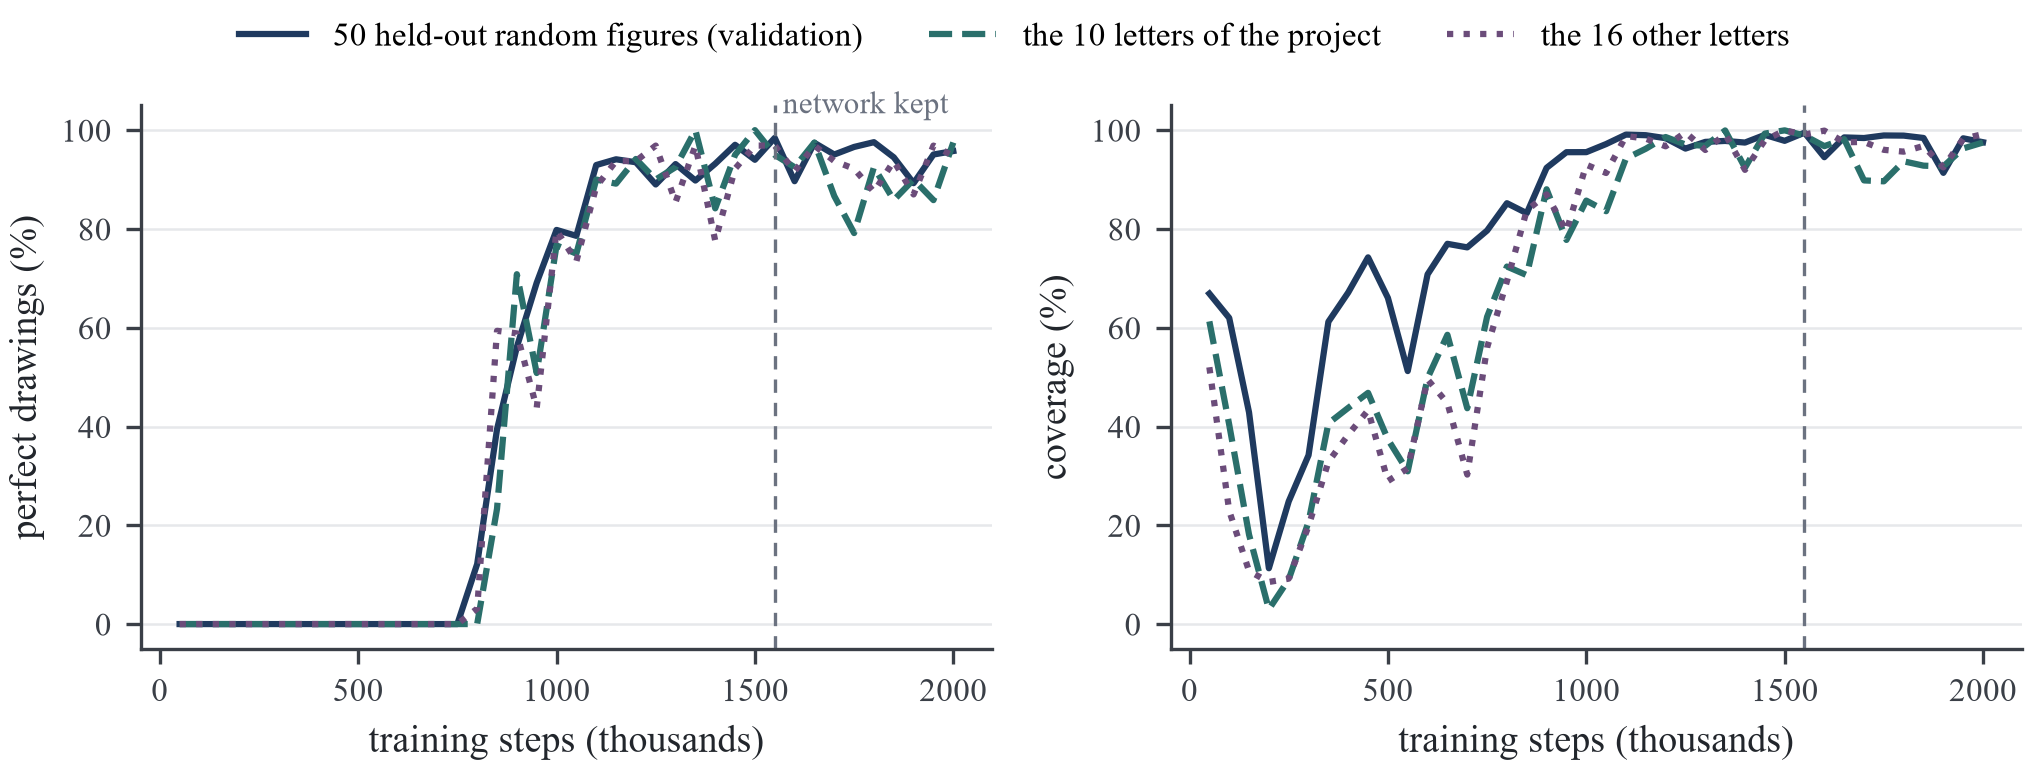 50 held-out random figures (validation)
the 10 letters of the project
the 16 other letters
network kept
perfect drawings (%)
100
80
60
40
20
0
0 500 1000 1500 2000
training steps (thousands)
coverage (%)
100
80
60
40
20
0
0 500 1000 1500 2000
training steps (thousands)